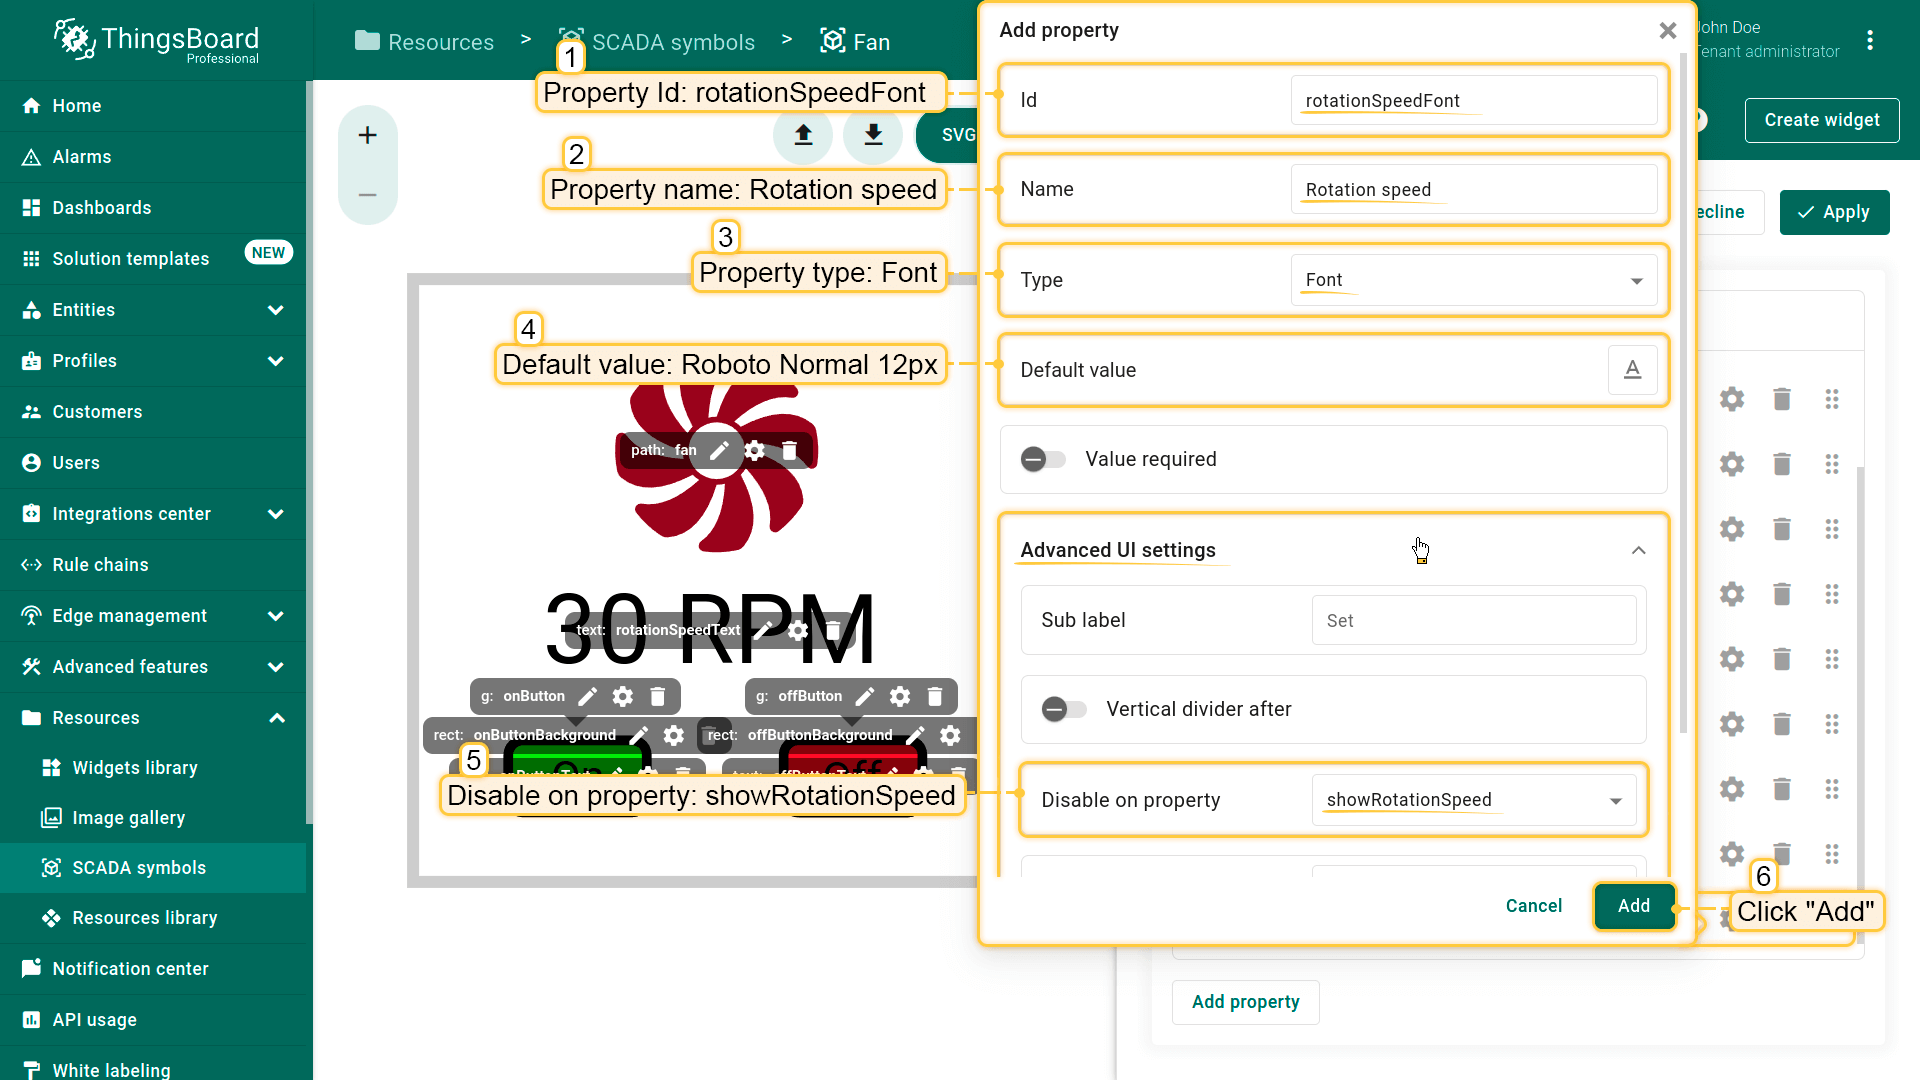 ThingsBoard
Professional
Resources > SCADA symbols > Fan
John Doe
Tenant administrator
Create widget
ecline
Apply
Home
Alarms
Dashboards
Solution templates NEW
Entities
Profiles
Customers
Users
Integrations center
Rule chains
Edge management
Advanced features
Resources
Widgets library
Image gallery
SCADA symbols
Resources library
Notification center
API usage
White labeling
SVG
1
Property Id: rotationSpeedFont
2
Property name: Rotation speed
3
Property type: Font
4
Default value: Roboto Normal 12px
path: fan
30 RPM
text: rotationSpeedText
g: onButton
g: offButton
rect: onButtonBackground
rect: offButtonBackground
5
Disable on property: showRotationSpeed
Add property
Id
rotationSpeedFont
Name
Rotation speed
Type
Font
Default value
Value required
Advanced UI settings
Sub label
Set
Vertical divider after
Disable on property
showRotationSpeed
Cancel
Add
6
Click "Add"
Add property